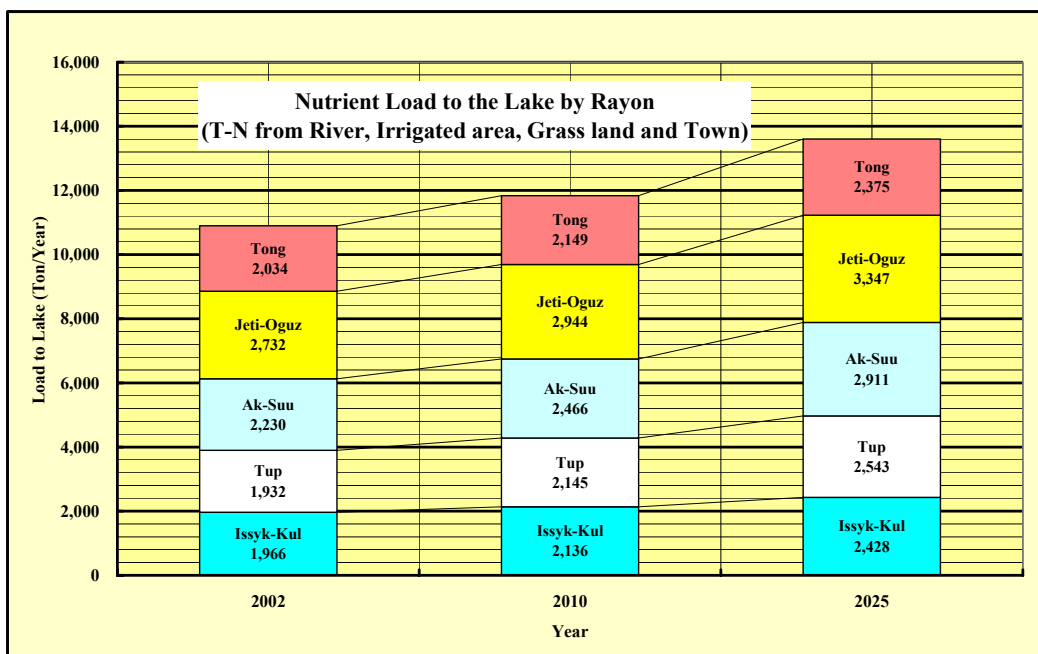 Nutrient Load to the Lake by Rayon
(T-N from River, Irrigated area, Grass land and Town)
Load to Lake (Ton/Year)
16,000
14,000
12,000
10,000
8,000
6,000
4,000
2,000
0
Tong
2,034
Jeti-Oguz
2,732
Ak-Suu
2,230
Tup
1,932
Issyk-Kul
1,966
Tong
2,149
Jeti-Oguz
2,944
Ak-Suu
2,466
Tup
2,145
Issyk-Kul
2,136
Tong
2,375
Jeti-Oguz
3,347
Ak-Suu
2,911
Tup
2,543
Issyk-Kul
2,428
2002
2010
2025
Year